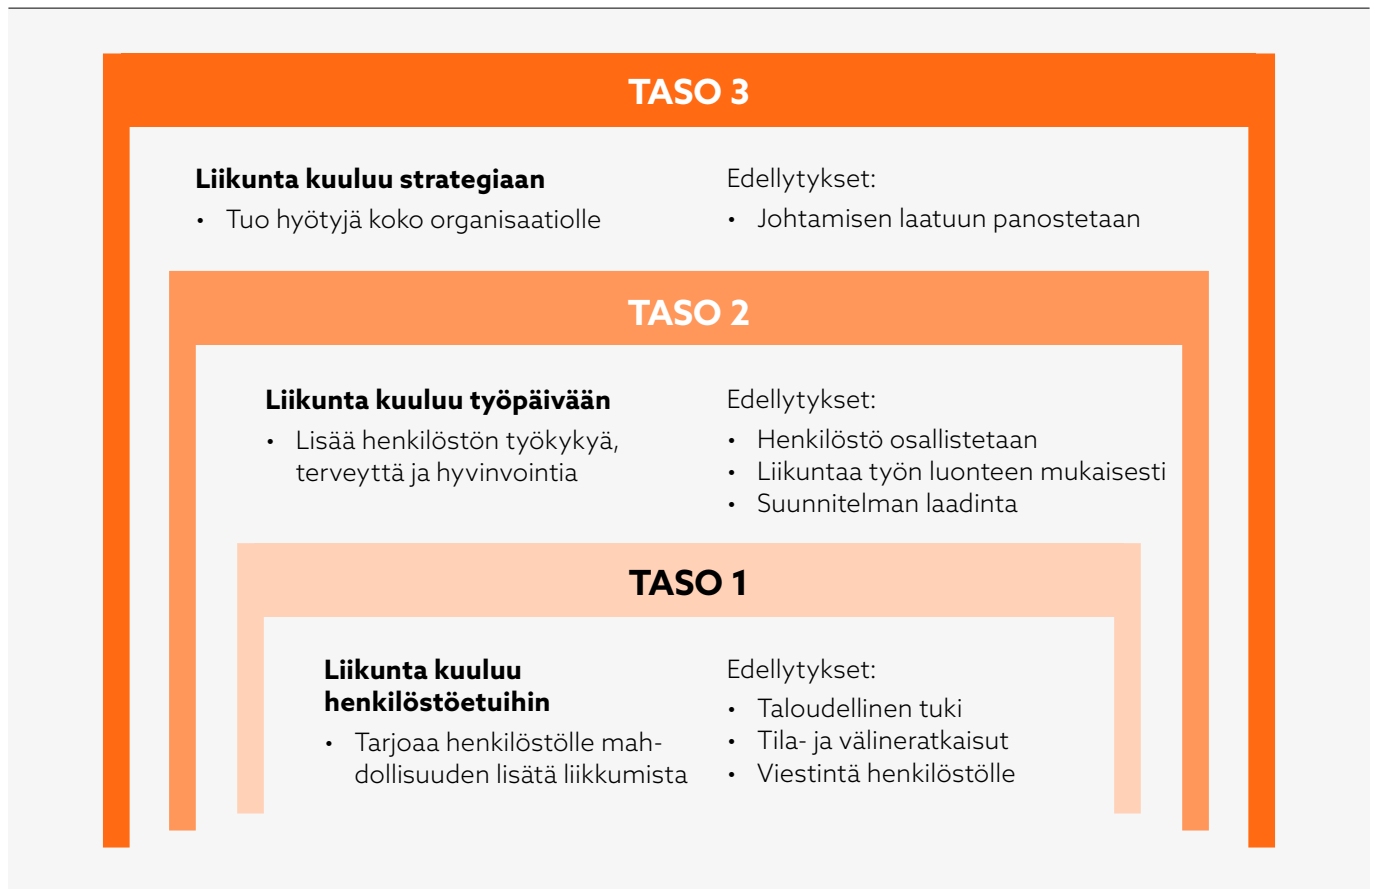 TASO 3
Liikunta kuuluu strategiaan
• Tuo hyötyjä koko organisaatiolle
Edellytykset:
• Johtamisen laatuun panostetaan
TASO 2
Liikunta kuuluu työpäivään
• Lisää henkilöstön työkykyä,
terveyttä ja hyvinvointia
Edellytykset:
• Henkilöstö osallistetaan
• Liikuntaa työn luonteen mukaisesti
• Suunnitelman laadinta
TASO 1
Liikunta kuuluu
henkilöstöetuihin
• Tarjoaa henkilöstölle mah-
dollisuuden lisätä liikkumista
Edellytykset:
• Taloudellinen tuki
• Tila- ja välineratkaisut
• Viestintä henkilöstölle